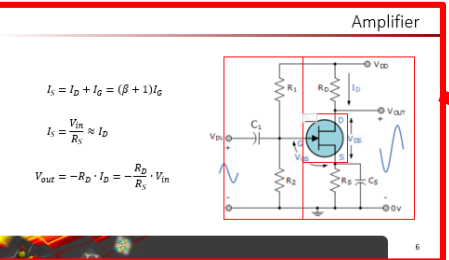 Amplifier
I_S = I_D + I_G = (β + 1)I_G
I_S = V_in / R_S ≈ I_D
V_out = −R_D · I_D = − R_D / R_S · V_in
V_DD
R_1
R_D
I_D
V_OUT
+
C_1
D
V_IN
G
V_DS
+
V_GS
S
R_2
R_S
C_S
-
-
0v
6